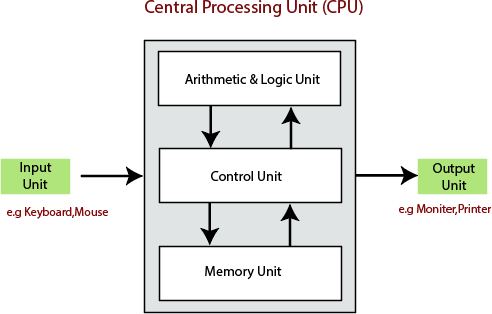 Central Processing Unit (CPU)
Arithmetic & Logic Unit
Input
Unit
Control Unit
Output
Unit
e.g Keyboard,Mouse
e.g Moniter,Printer
Memory Unit